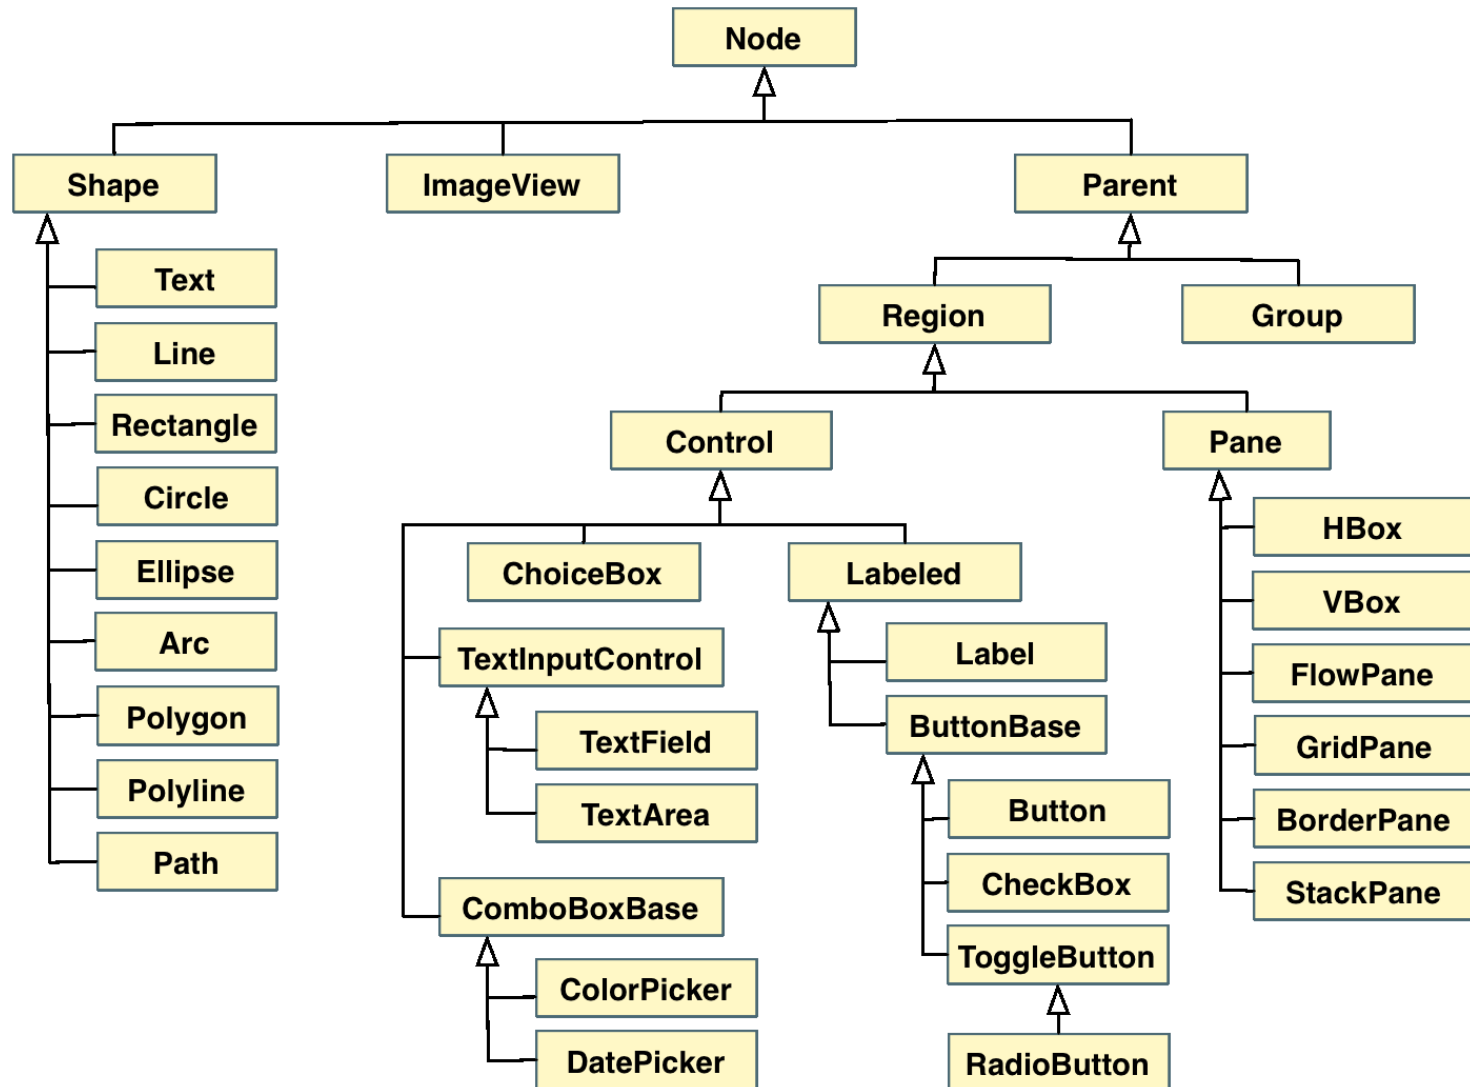 Node
Shape
ImageView
Parent
Text
Line
Rectangle
Circle
Ellipse
Arc
Polygon
Polyline
Path
Region
Group
Control
Pane
ChoiceBox
Labeled
TextInputControl
TextField
TextArea
ComboBoxBase
ColorPicker
DatePicker
Label
ButtonBase
Button
CheckBox
ToggleButton
RadioButton
HBox
VBox
FlowPane
GridPane
BorderPane
StackPane